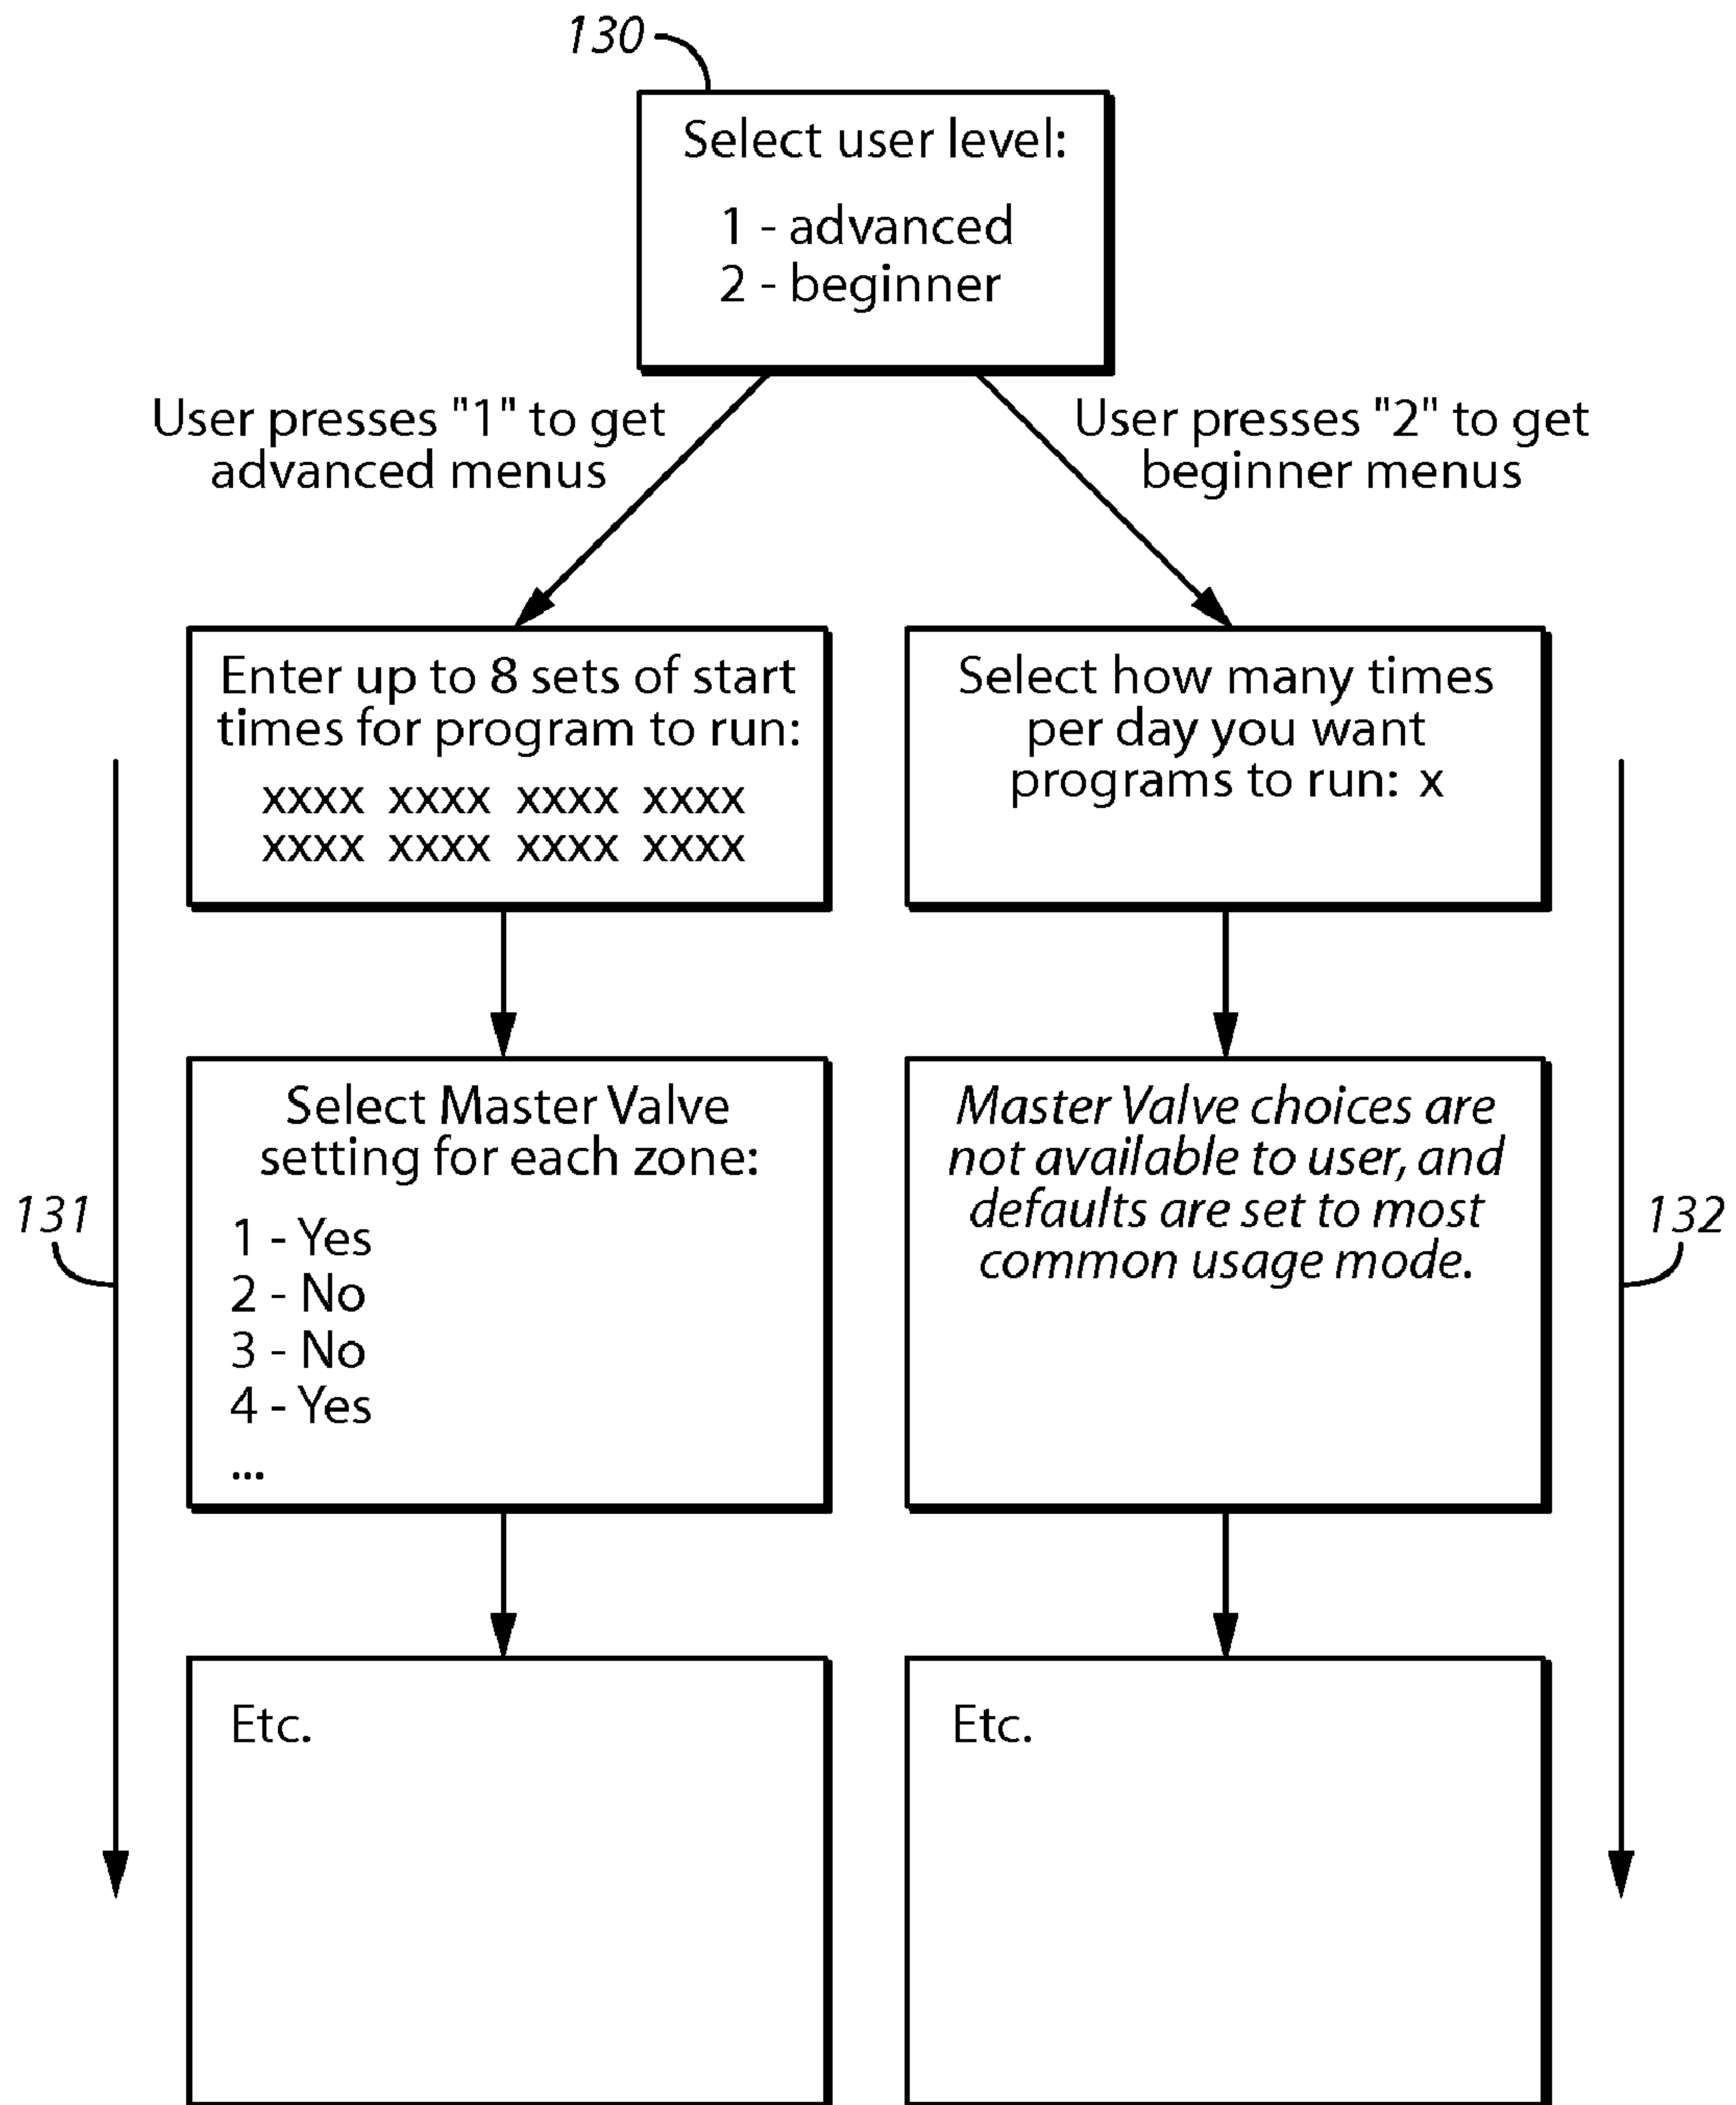 130
Select user level:
1 - advanced
2 - beginner
User presses "1" to get
advanced menus
User presses "2" to get
beginner menus
Enter up to 8 sets of start
times for program to run:
xxxx xxxx xxxx xxxx
xxxx xxxx xxxx xxxx
Select how many times
per day you want
programs to run: x
131
Select Master Valve
setting for each zone:
1 - Yes
2 - No
3 - No
4 - Yes
...
Master Valve choices are
not available to user, and
defaults are set to most
common usage mode.
132
Etc.
Etc.